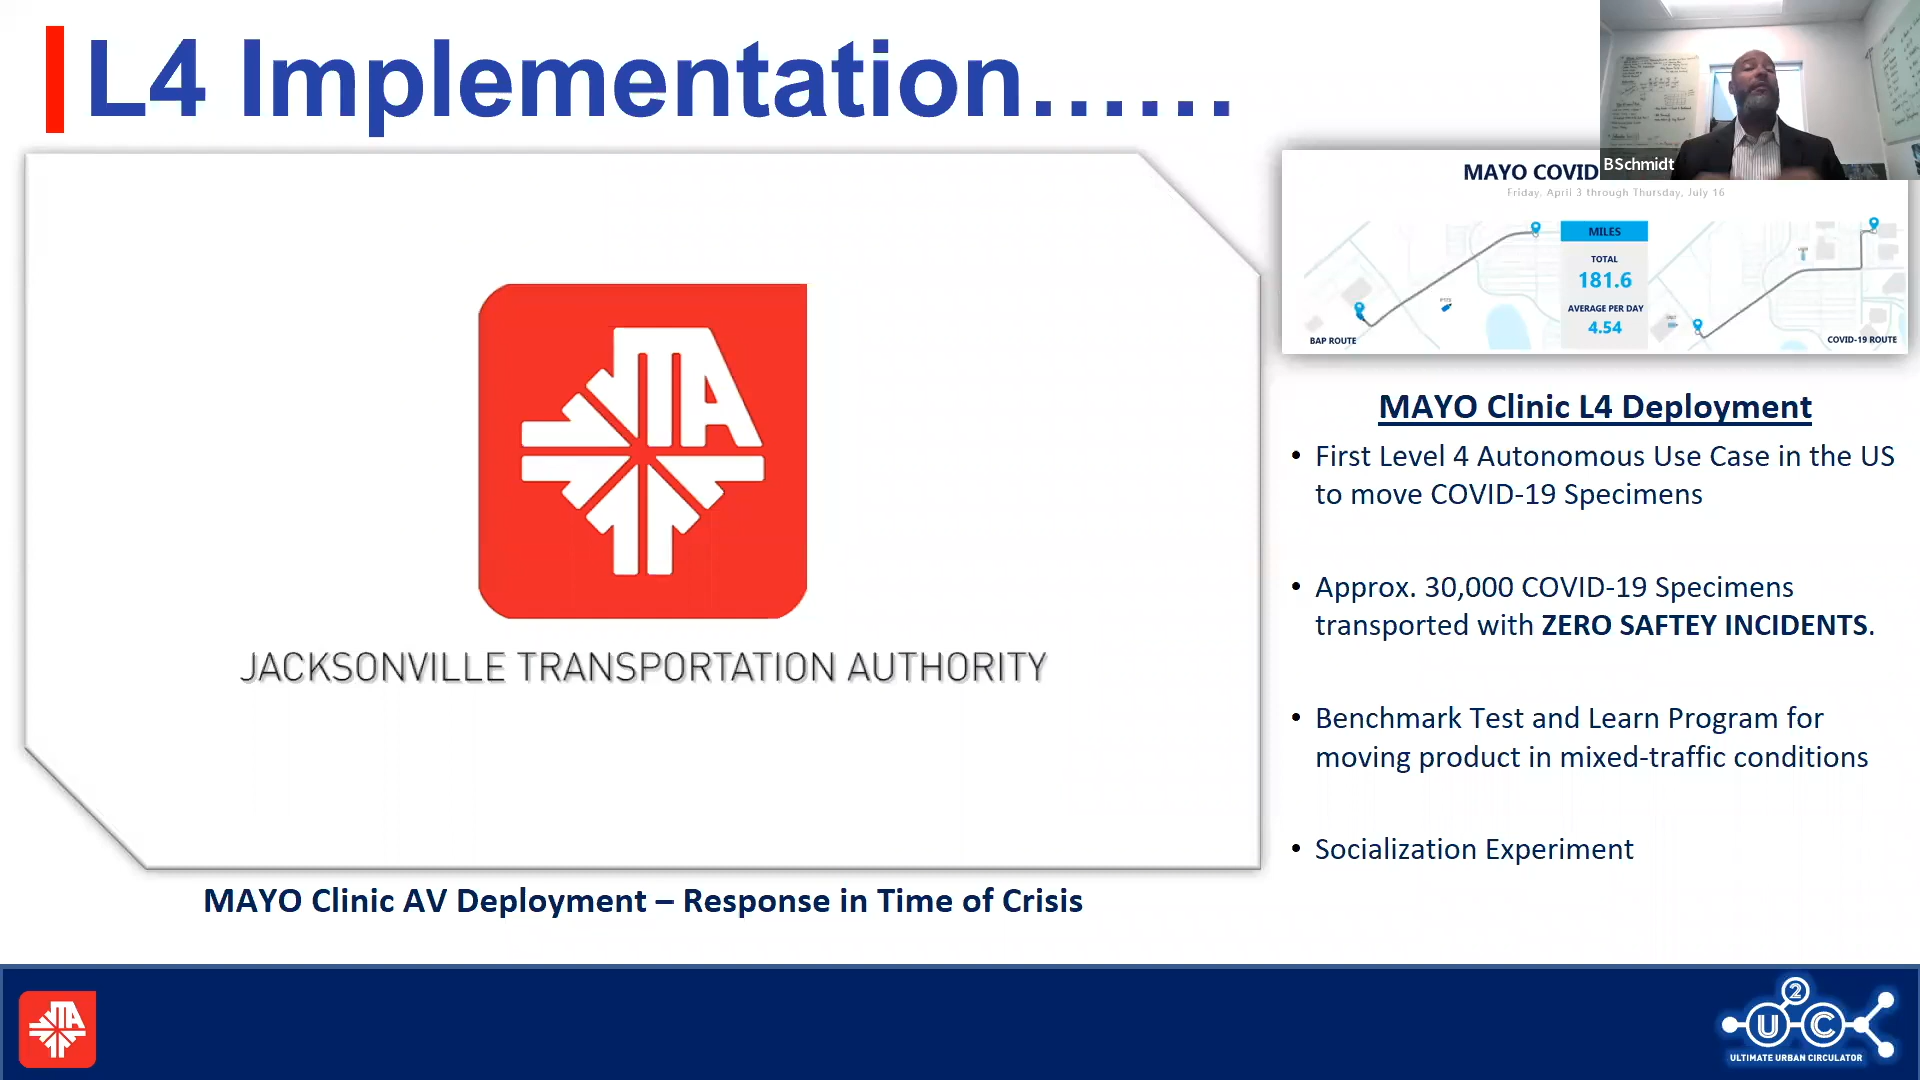 L4 Implementation......
BSchmidt
MAYO COVID
Friday, April 3 through Thursday, July 16
MILES
TOTAL
181.6
AVERAGE PER DAY
4.54
BAP ROUTE
COVID-19 ROUTE
JTA
JACKSONVILLE TRANSPORTATION AUTHORITY
MAYO Clinic AV Deployment – Response in Time of Crisis
MAYO Clinic L4 Deployment
• First Level 4 Autonomous Use Case in the US
to move COVID-19 Specimens
• Approx. 30,000 COVID-19 Specimens
transported with ZERO SAFTEY INCIDENTS.
• Benchmark Test and Learn Program for
moving product in mixed-traffic conditions
• Socialization Experiment
JTA
U2C
ULTIMATE URBAN CIRCULATOR